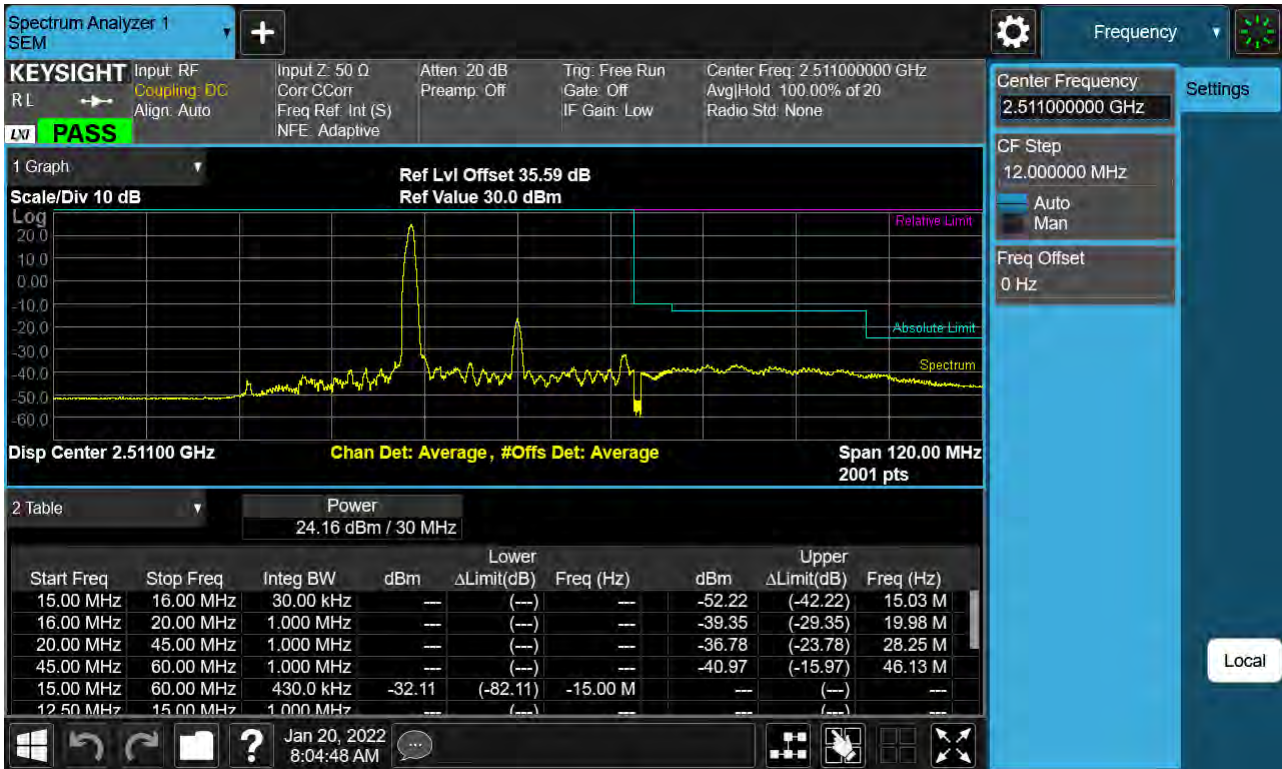 Spectrum Analyzer 1
SEM
Frequency
KEYSIGHT
R L
LXI
PASS
Input: RF
Coupling: DC
Align: Auto
Input Z: 50 Ω
Corr CCorr
Freq Ref: Int (S)
NFE: Adaptive
Atten: 20 dB
Preamp: Off
Trig: Free Run
Gate: Off
IF Gain: Low
Center Freq: 2.511000000 GHz
Avg|Hold: 100.00% of 20
Radio Std: None
Center Frequency
2.511000000 GHz
Settings
CF Step
12.000000 MHz
Auto
Man
Freq Offset
0 Hz
1 Graph
Scale/Div 10 dB
Ref Lvl Offset 35.59 dB
Ref Value 30.0 dBm
Log
20.0
10.0
0.00
-10.0
-20.0
-30.0
-40.0
-50.0
-60.0
Relative Limit
Absolute Limit
Spectrum
Disp Center 2.51100 GHz
Chan Det: Average, #Offs Det: Average
Span 120.00 MHz
2001 pts
2 Table
Power
24.16 dBm / 30 MHz
Lower Upper
Start Freq Stop Freq Integ BW dBm ΔLimit(dB) Freq (Hz) dBm ΔLimit(dB) Freq (Hz)
15.00 MHz 16.00 MHz 30.00 kHz --- (---) --- -52.22 (-42.22) 15.03 M
16.00 MHz 20.00 MHz 1.000 MHz --- (---) --- -39.35 (-29.35) 19.98 M
20.00 MHz 45.00 MHz 1.000 MHz --- (---) --- -36.78 (-23.78) 28.25 M
45.00 MHz 60.00 MHz 1.000 MHz --- (---) --- -40.97 (-15.97) 46.13 M
15.00 MHz 60.00 MHz 430.0 kHz -32.11 (-82.11) -15.00 M --- (---) ---
12.50 MHz 15.00 MHz 1.000 MHz --- (---) --- --- (---) ---
Local
?
Jan 20, 2022
8:04:48 AM